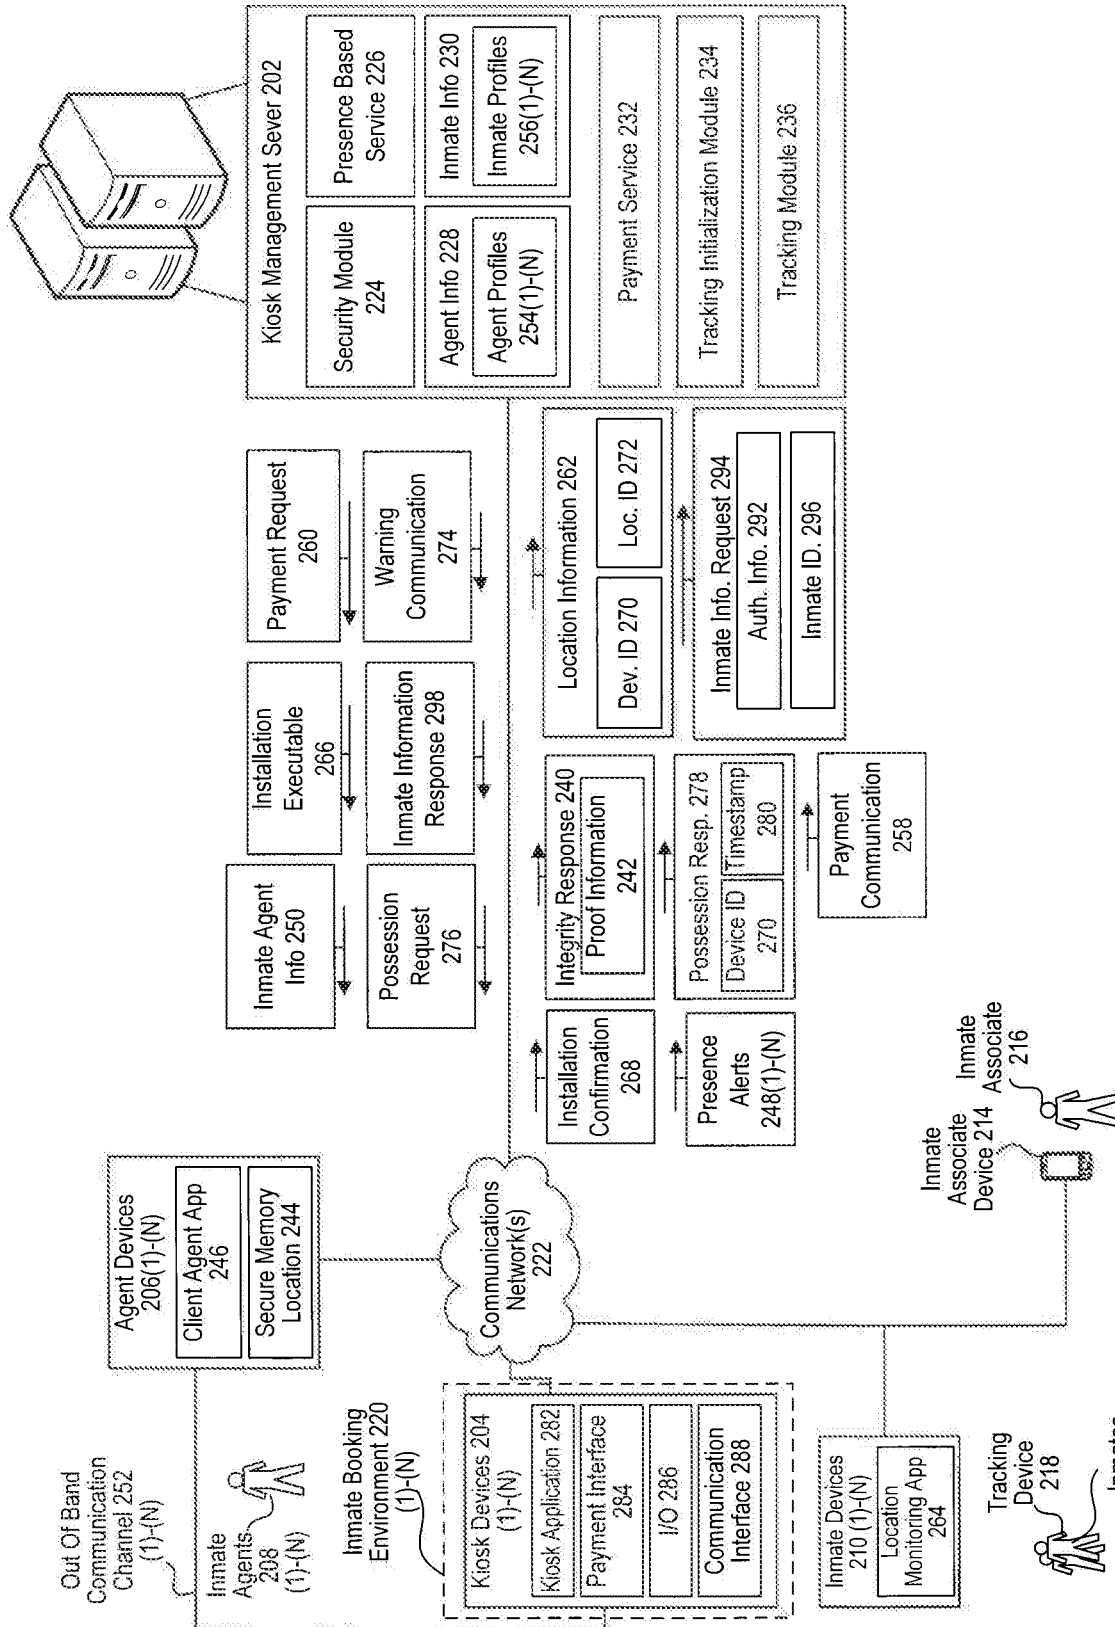 Out Of Band
Communication
Channel 252
(1)-(N)
Inmate
Agents
208
(1)-(N)
Agent Devices
206(1)-(N)
Client Agent App
246
Secure Memory
Location 244
Inmate Booking
Environment 220
(1)-(N)
Kiosk Devices 204
(1)-(N)
Kiosk Application 282
Payment Interface
284
I/O 286
Communication
Interface 288
Communications
Network(s)
222
Inmate Devices
210 (1)-(N)
Location
Monitoring App
264
Tracking
Device
218
Inmates
Inmate
Associate
Device 214
Inmate
Associate
216
Inmate Agent
Info 250
Installation
Executable
266
Payment Request
260
Possession
Request
276
Inmate Information
Response 298
Warning
Communication
274
Installation
Confirmation
268
Integrity Response 240
Proof Information
242
Location Information 262
Dev. ID 270
Loc. ID 272
Presence
Alerts
248(1)-(N)
Possession Resp. 278
Device ID
270
Timestamp
280
Inmate Info. Request 294
Auth. Info. 292
Inmate ID. 296
Payment
Communication
258
Kiosk Management Sever 202
Security Module
224
Presence Based
Service 226
Agent Info 228
Agent Profiles
254(1)-(N)
Inmate Info 230
Inmate Profiles
256(1)-(N)
Payment Service 232
Tracking Initialization Module 234
Tracking Module 236